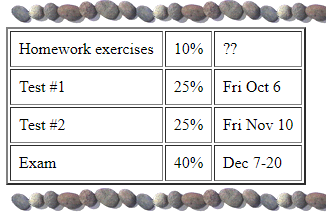 Homework exercises 10% ??
Test #1 25% Fri Oct 6
Test #2 25% Fri Nov 10
Exam 40% Dec 7-20